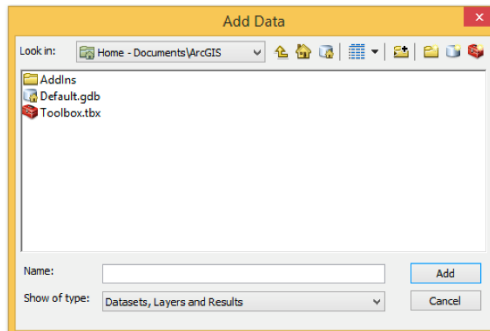 Add Data
Look in: Home - Documents\ArcGIS
AddIns
Default.gdb
Toolbox.tbx
Name: Add
Show of type: Datasets, Layers and Results Cancel